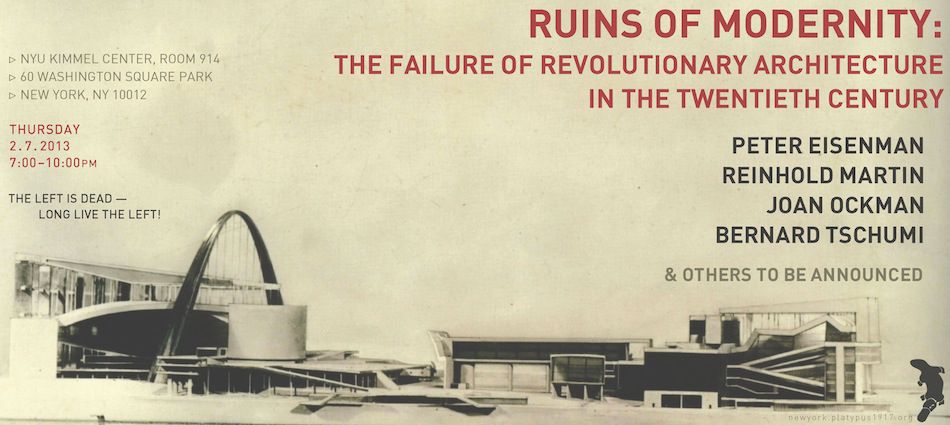 RUINS OF MODERNITY:
THE FAILURE OF REVOLUTIONARY ARCHITECTURE
IN THE TWENTIETH CENTURY
▷ NYU KIMMEL CENTER, ROOM 914
▷ 60 WASHINGTON SQUARE PARK
▷ NEW YORK, NY 10012
THURSDAY
2.7.2013
7:00–10:00PM
THE LEFT IS DEAD —
LONG LIVE THE LEFT!
PETER EISENMAN
REINHOLD MARTIN
JOAN OCKMAN
BERNARD TSCHUMI
& OTHERS TO BE ANNOUNCED
newyork.platypus1917.org